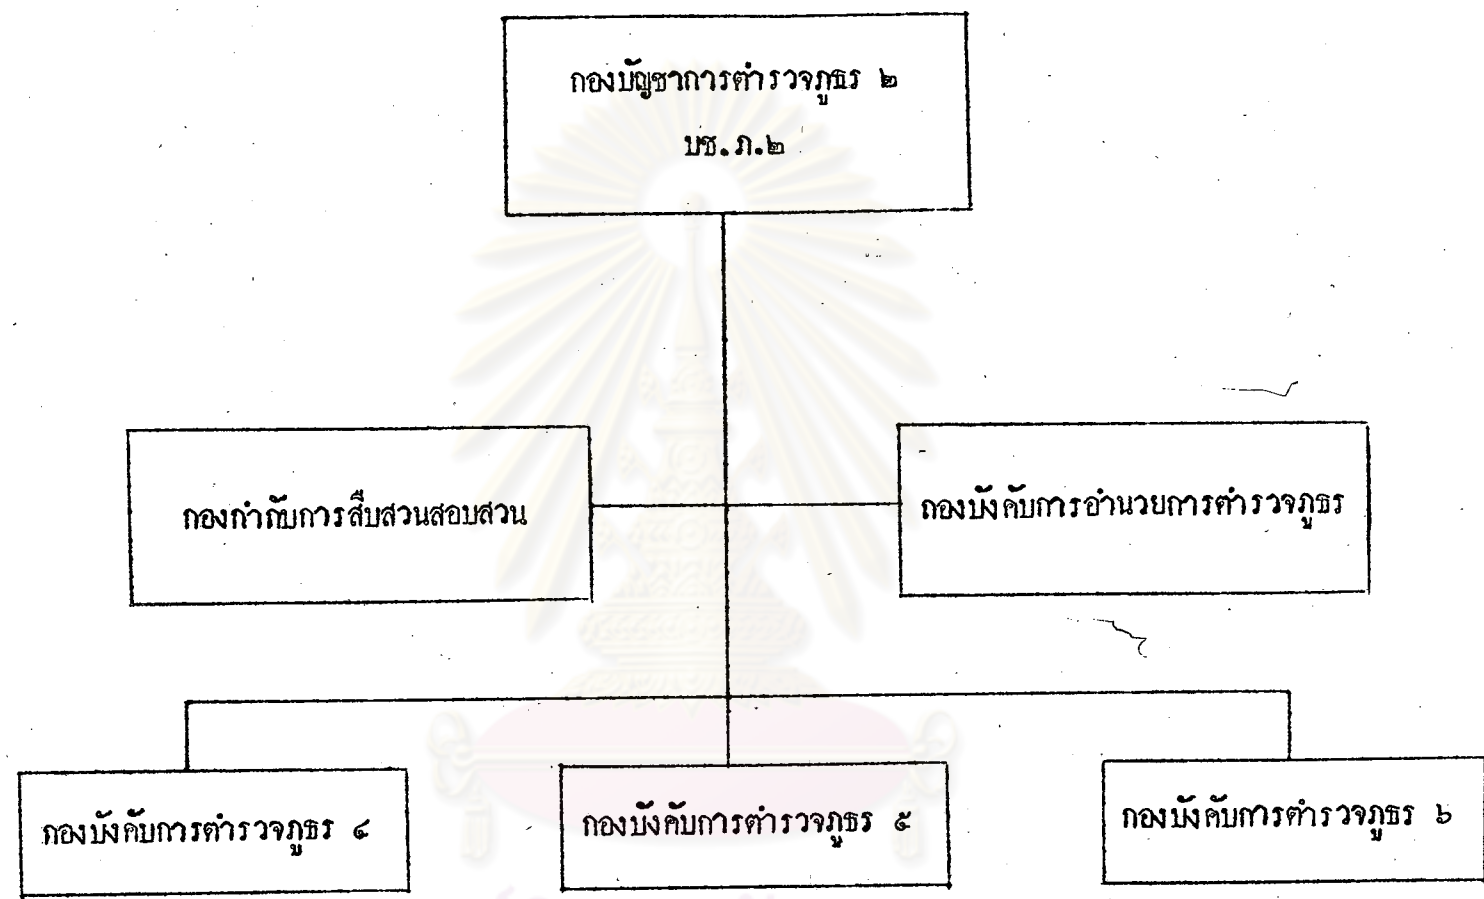 กองบัญชาการตำรวจภูธร ๒
บช.ภ.๒
กองกำกับการสืบสวนสอบสวน
กองบังคับการอำนวยการตำรวจภูธร
กองบังคับการตำรวจภูธร ๔
กองบังคับการตำรวจภูธร ๕
กองบังคับการตำรวจภูธร ๖